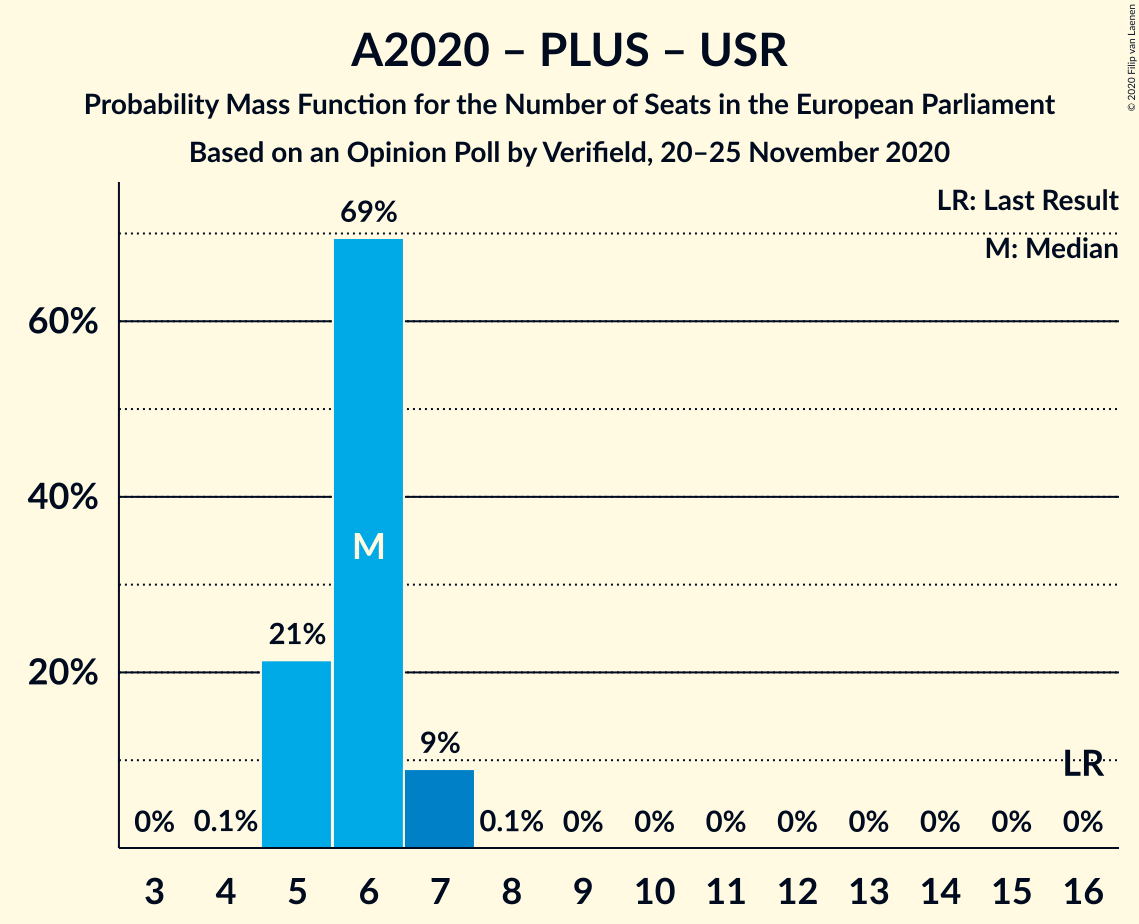 A2020 – PLUS – USR
Probability Mass Function for the Number of Seats in the European Parliament
Based on an Opinion Poll by Verifield, 20–25 November 2020
© 2020 Filip van Laenen
LR: Last Result
M: Median
69%
60%
40%
M
21%
20%
9%
LR
0% 0.1% 0.1% 0% 0% 0% 0% 0% 0% 0% 0%
3 4 5 6 7 8 9 10 11 12 13 14 15 16